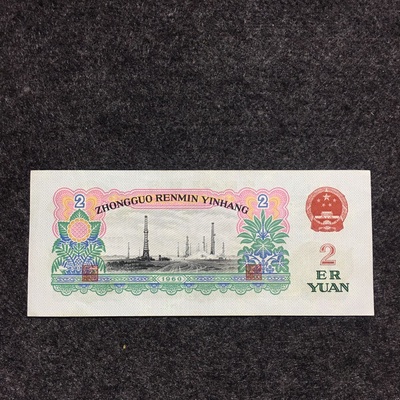 ZHONGGUO RENMIN YINHANG
2 2
2
ER
YUAN
1960